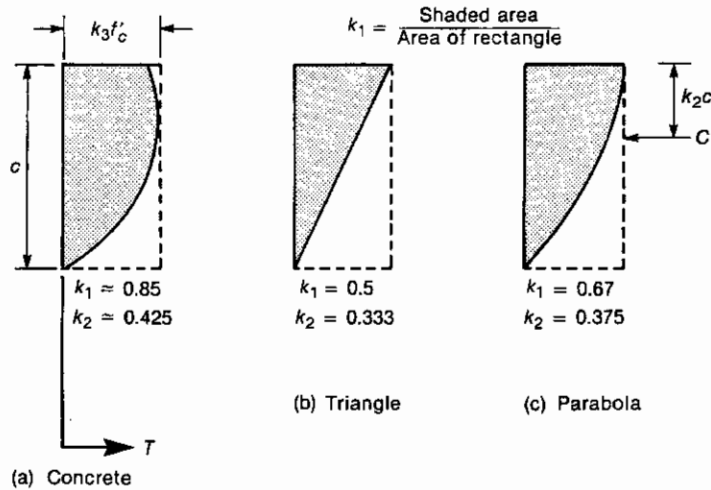 k₃f′c
k₁ = Shaded area / Area of rectangle
c
k₂c
C
k₁ ≃ 0.85
k₂ ≃ 0.425
k₁ = 0.5
k₂ = 0.333
k₁ = 0.67
k₂ = 0.375
(b) Triangle
(c) Parabola
T
(a) Concrete